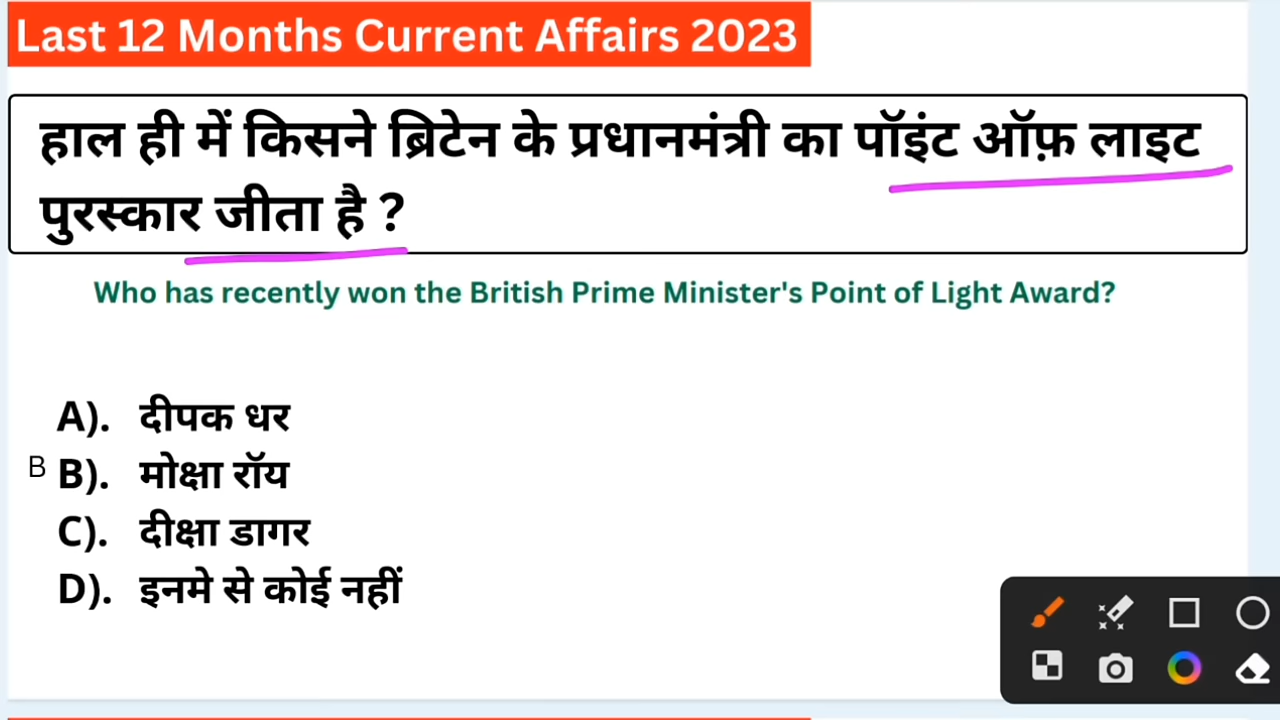 Last 12 Months Current Affairs 2023
हाल ही में किसने ब्रिटेन के प्रधानमंत्री का पॉइंट ऑफ़ लाइट
पुरस्कार जीता है ?
Who has recently won the British Prime Minister's Point of Light Award?
A). दीपक धर
B B). मोक्षा रॉय
C). दीक्षा डागर
D). इनमे से कोई नहीं